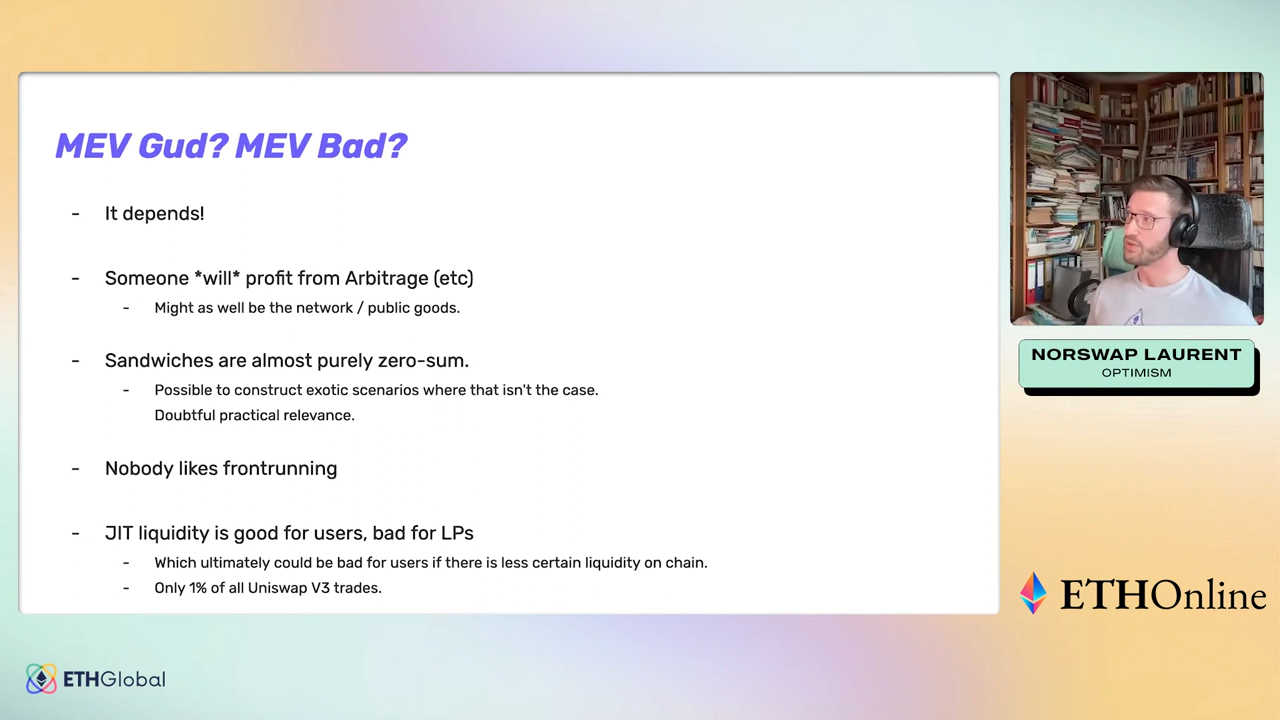 MEV Gud? MEV Bad?
- It depends!
- Someone *will* profit from Arbitrage (etc)
- Might as well be the network / public goods.
- Sandwiches are almost purely zero-sum.
- Possible to construct exotic scenarios where that isn't the case.
Doubtful practical relevance.
- Nobody likes frontrunning
- JIT liquidity is good for users, bad for LPs
- Which ultimately could be bad for users if there is less certain liquidity on chain.
- Only 1% of all Uniswap V3 trades.
NORSWAP LAURENT
OPTIMISM
ETHOnline
ETHGlobal